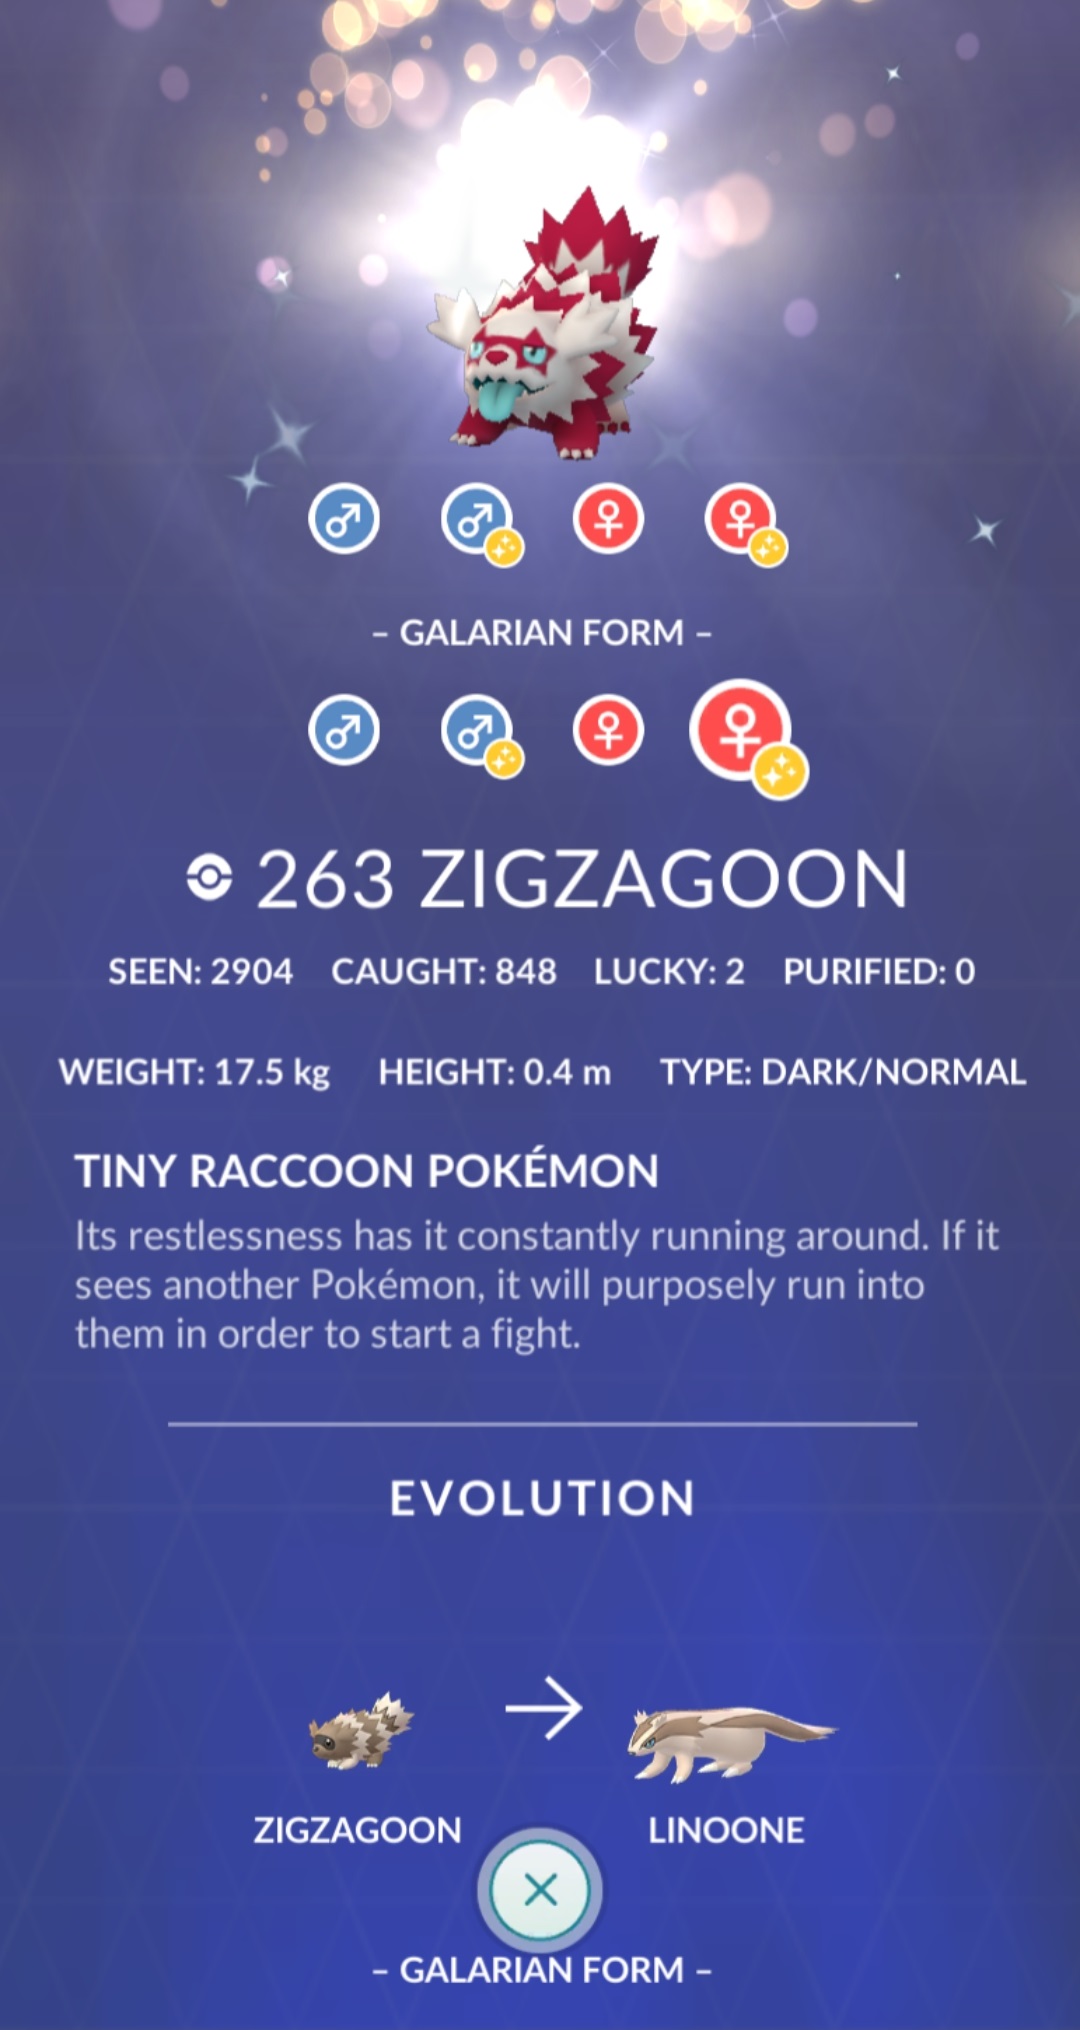 – GALARIAN FORM –
263 ZIGZAGOON
SEEN: 2904 CAUGHT: 848 LUCKY: 2 PURIFIED: 0
WEIGHT: 17.5 kg HEIGHT: 0.4 m TYPE: DARK/NORMAL
TINY RACCOON POKÉMON
Its restlessness has it constantly running around. If it
sees another Pokémon, it will purposely run into
them in order to start a fight.
EVOLUTION
ZIGZAGOON LINOONE
– GALARIAN FORM –